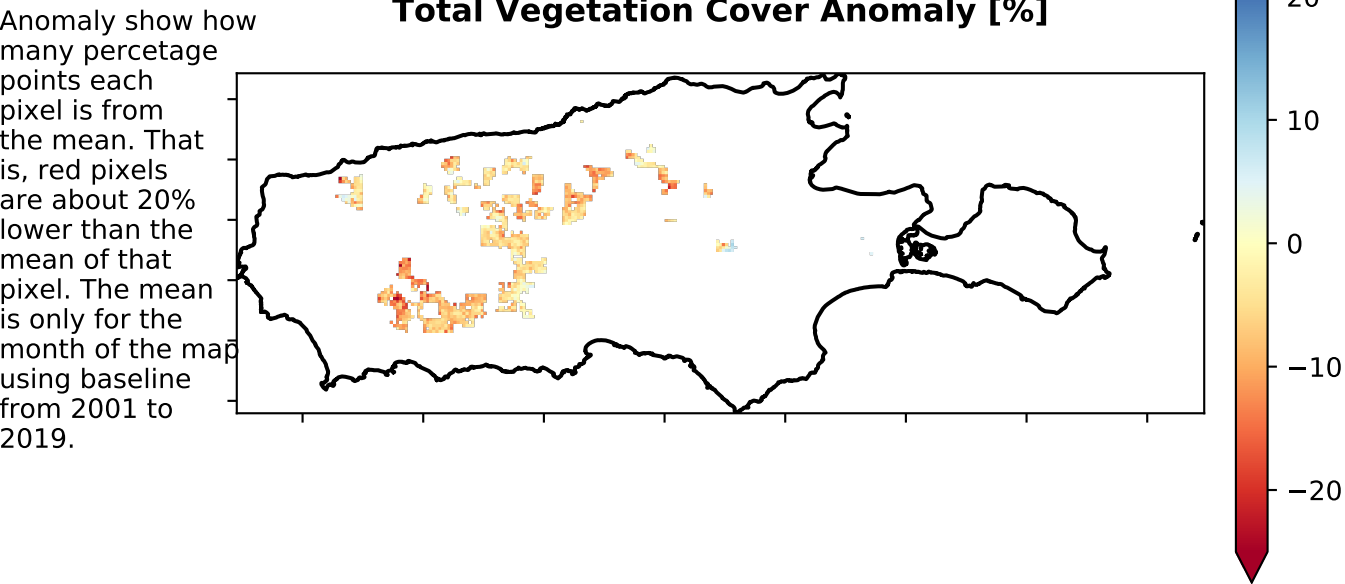 Total Vegetation Cover Anomaly [%]
Anomaly show how
many percetage
points each
pixel is from
the mean. That
is, red pixels
are about 20%
lower than the
mean of that
pixel. The mean
is only for the
month of the map
using baseline
from 2001 to
2019.
20
10
0
−10
−20